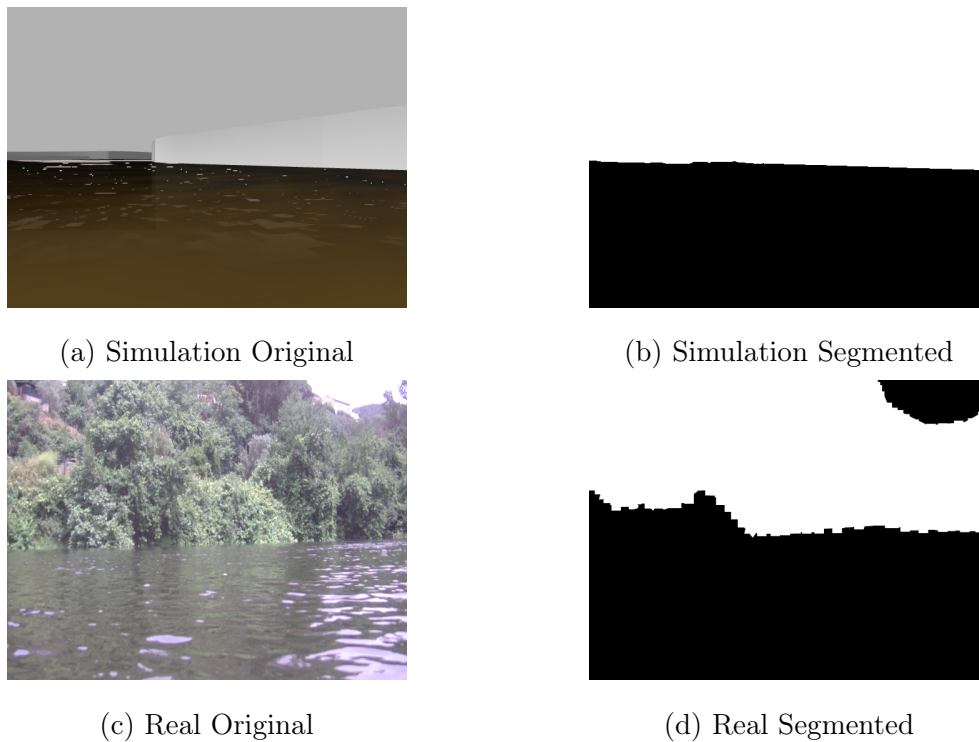 (a) Simulation Original
(b) Simulation Segmented
(c) Real Original
(d) Real Segmented